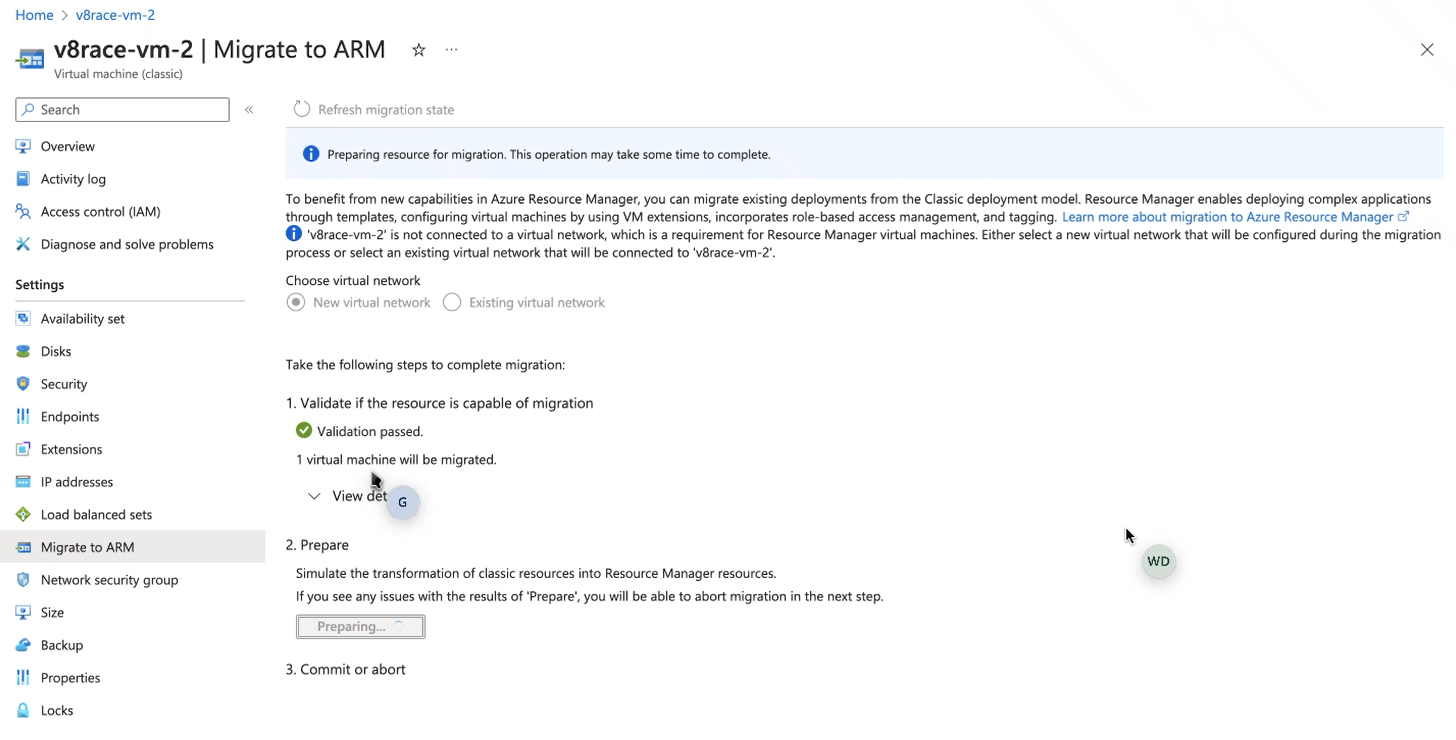 Home > v8race-vm-2
v8race-vm-2 | Migrate to ARM
Virtual machine (classic)
Search
Refresh migration state
Overview
Activity log
Access control (IAM)
Diagnose and solve problems
Settings
Availability set
Disks
Security
Endpoints
Extensions
IP addresses
Load balanced sets
Migrate to ARM
Network security group
Size
Backup
Properties
Locks
Preparing resource for migration. This operation may take some time to complete.
To benefit from new capabilities in Azure Resource Manager, you can migrate existing deployments from the Classic deployment model. Resource Manager enables deploying complex applications
through templates, configuring virtual machines by using VM extensions, incorporates role-based access management, and tagging. Learn more about migration to Azure Resource Manager
'v8race-vm-2' is not connected to a virtual network, which is a requirement for Resource Manager virtual machines. Either select a new virtual network that will be configured during the migration
process or select an existing virtual network that will be connected to 'v8race-vm-2'.
Choose virtual network
New virtual network Existing virtual network
Take the following steps to complete migration:
1. Validate if the resource is capable of migration
Validation passed.
1 virtual machine will be migrated.
View det
G
WD
2. Prepare
Simulate the transformation of classic resources into Resource Manager resources.
If you see any issues with the results of 'Prepare', you will be able to abort migration in the next step.
Preparing...
3. Commit or abort